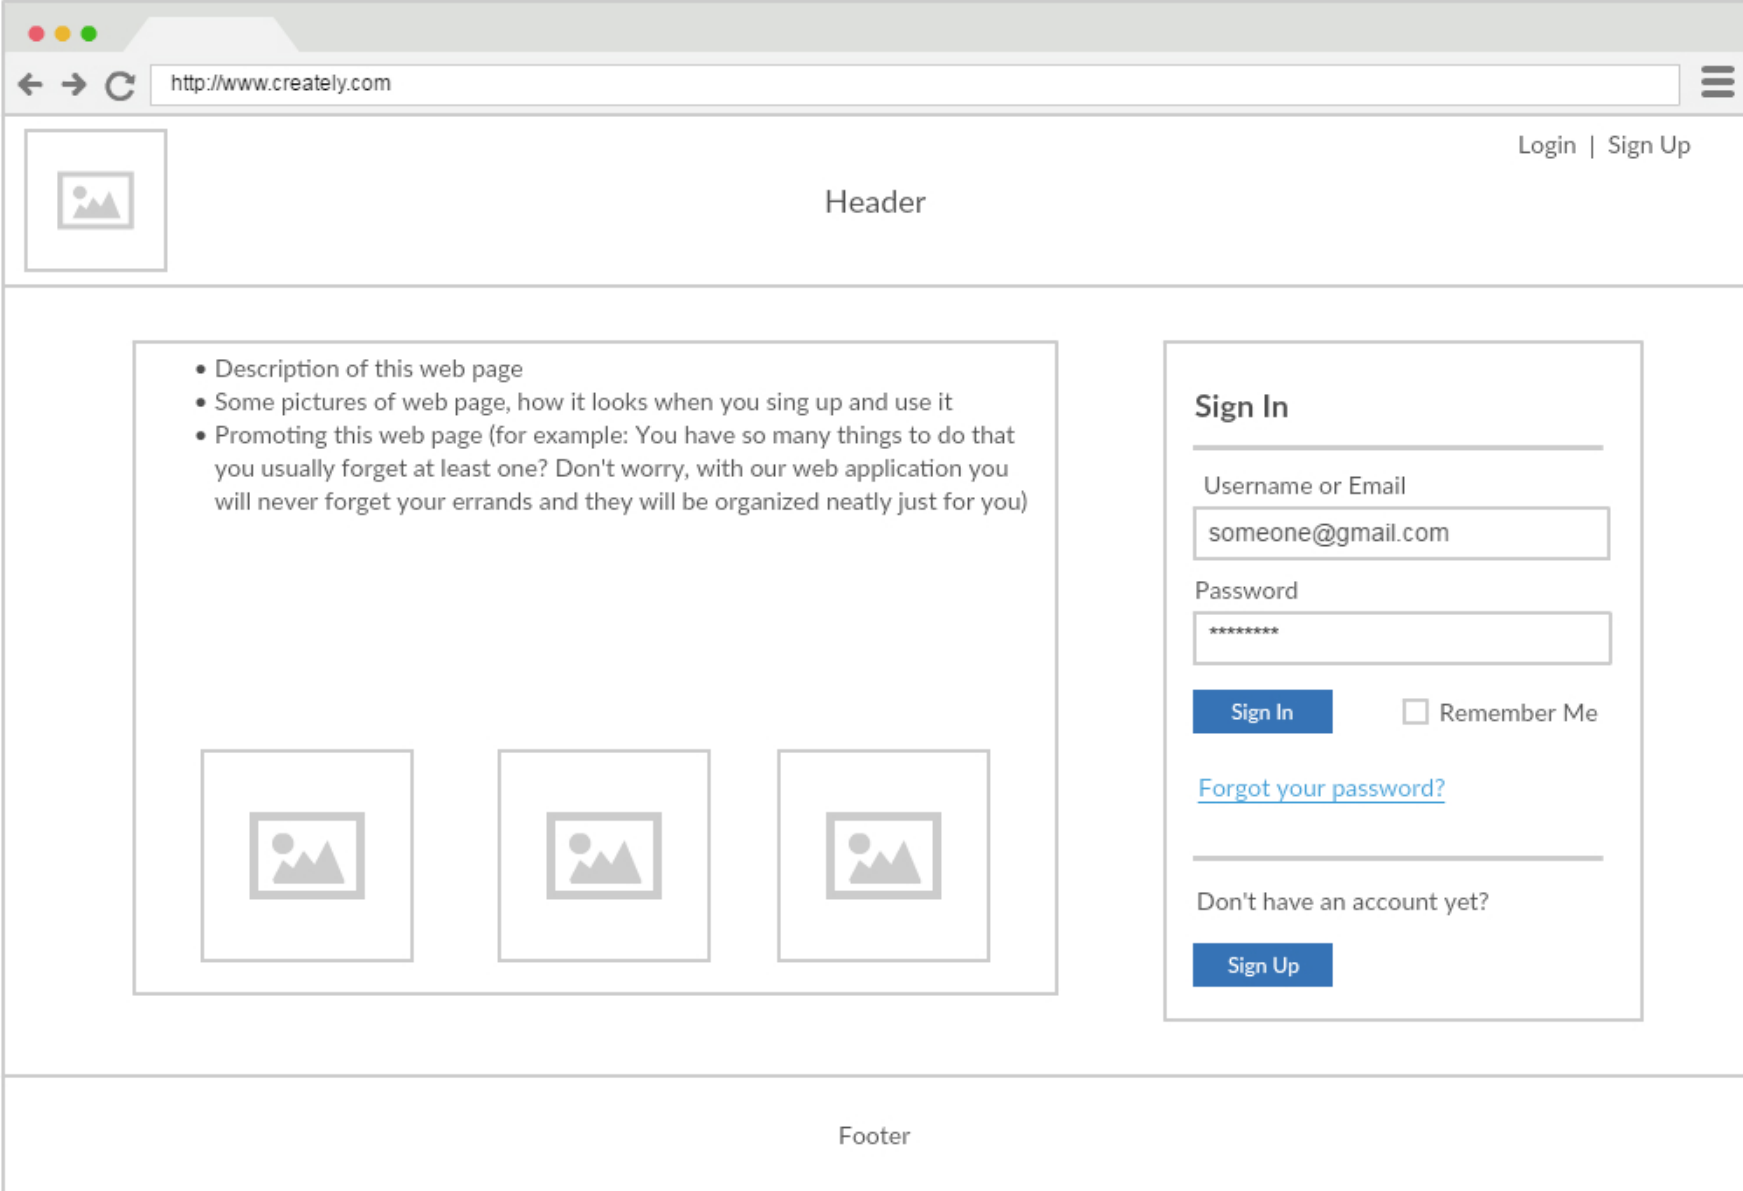 http://www.creately.com
Login | Sign Up
Header
• Description of this web page
• Some pictures of web page, how it looks when you sing up and use it
• Promoting this web page (for example: You have so many things to do that
you usually forget at least one? Don't worry, with our web application you
will never forget your errands and they will be organized neatly just for you)
Sign In
Username or Email
someone@gmail.com
Password
********
Sign In
Remember Me
Forgot your password?
Don't have an account yet?
Sign Up
Footer